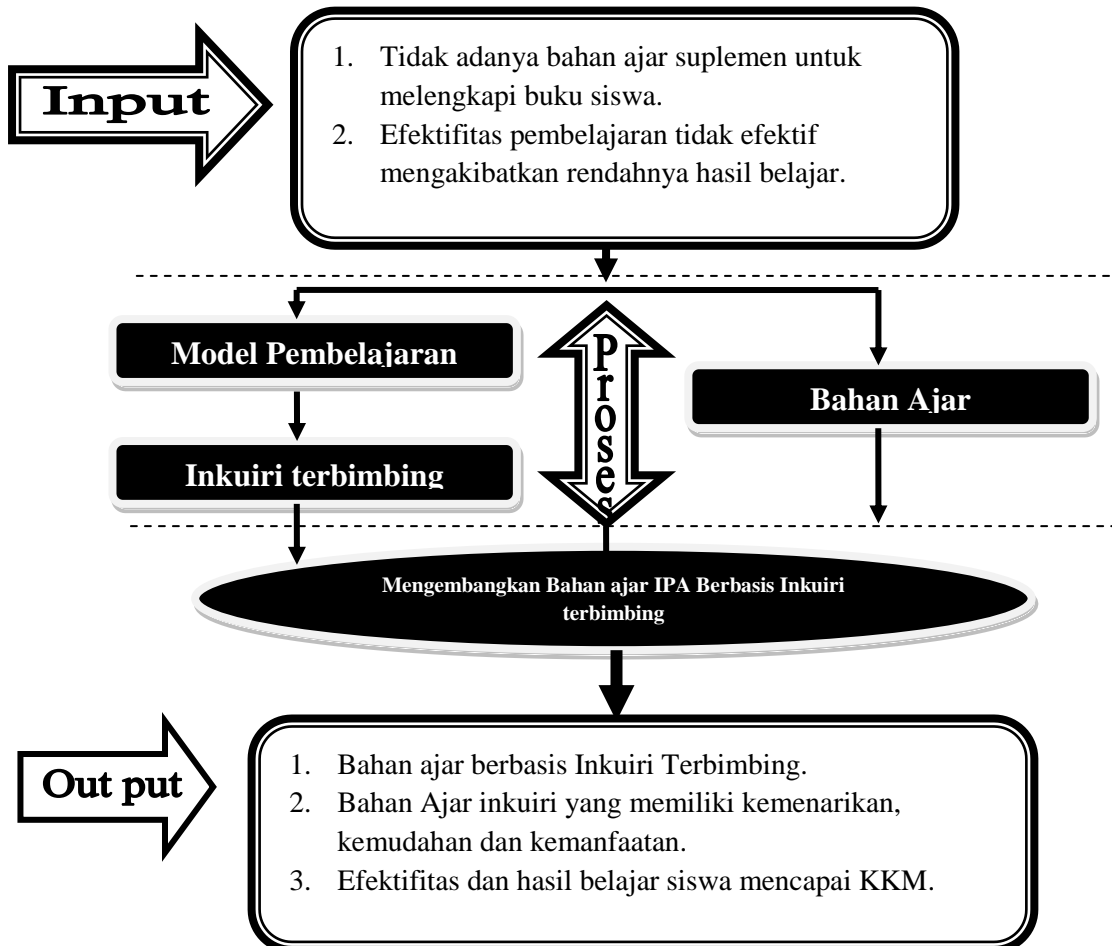 Input
1. Tidak adanya bahan ajar suplemen untuk
melengkapi buku siswa.
2. Efektifitas pembelajaran tidak efektif
mengakibatkan rendahnya hasil belajar.
Model Pembelajaran
Proses
Bahan Ajar
Inkuiri terbimbing
Mengembangkan Bahan ajar IPA Berbasis Inkuiri
terbimbing
Out put
1. Bahan ajar berbasis Inkuiri Terbimbing.
2. Bahan Ajar inkuiri yang memiliki kemenarikan,
kemudahan dan kemanfaatan.
3. Efektifitas dan hasil belajar siswa mencapai KKM.